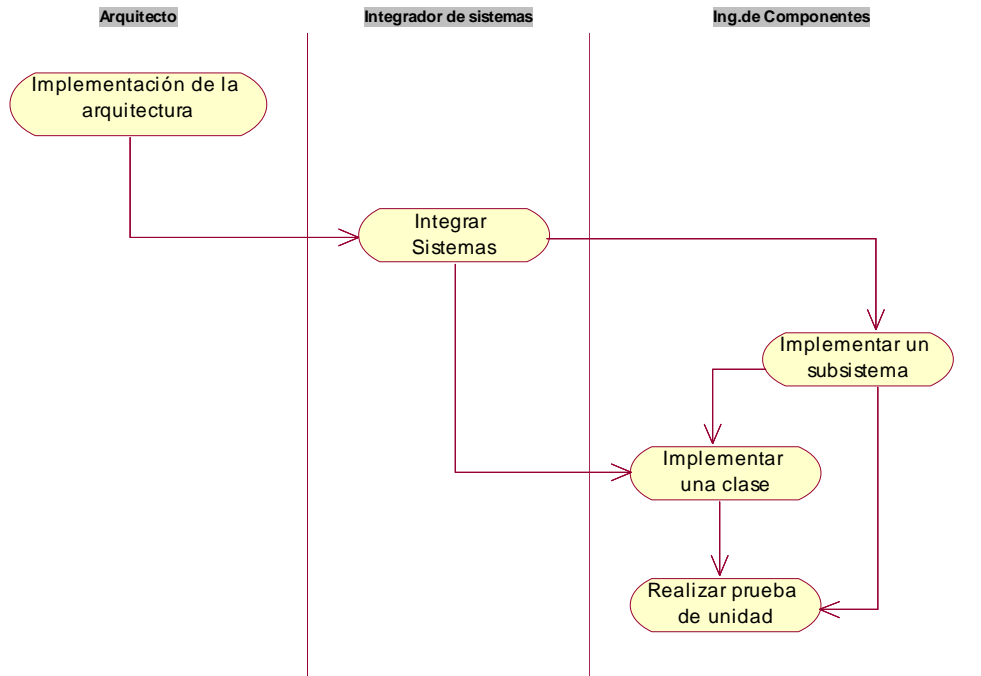 Arquitecto
Integrador de sistemas
Ing.de Componentes
Implementación de la
arquitectura
Integrar
Sistemas
Implementar un
subsistema
Implementar
una clase
Realizar prueba
de unidad